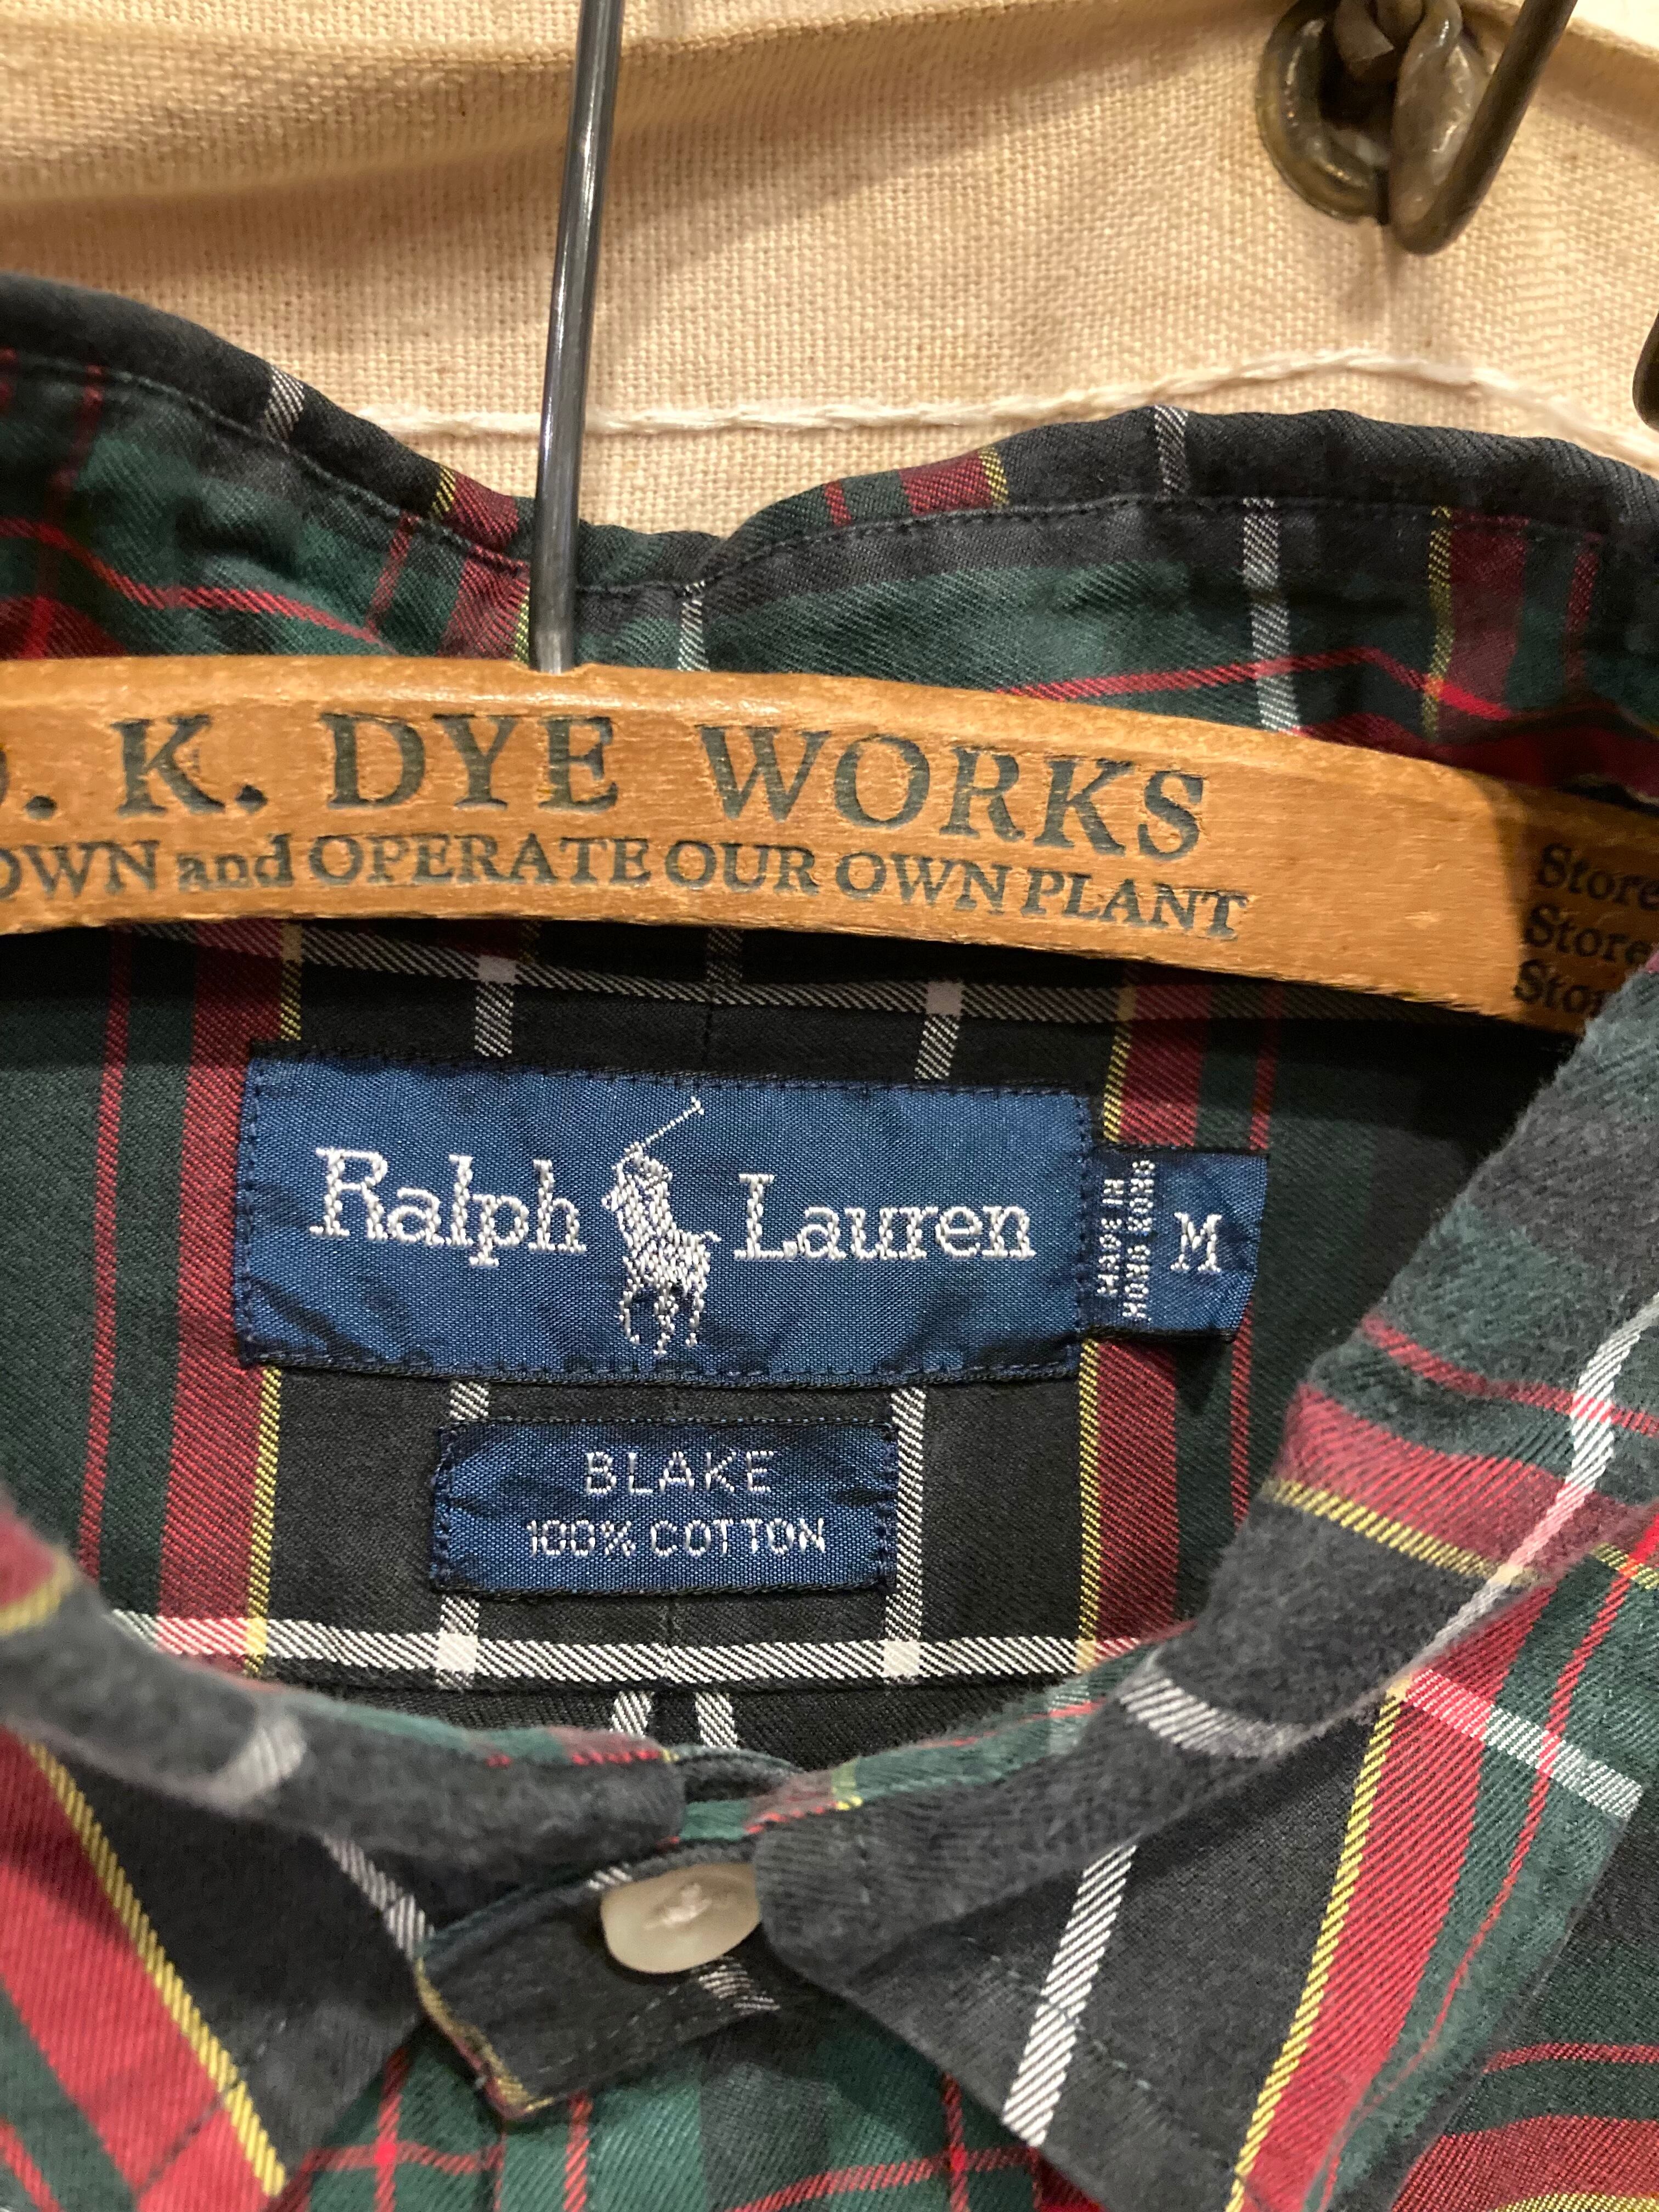 . K. DYE WORKS
OWN and OPERATE OUR OWN PLANT
Store
Store
Store
Ralph Lauren
MADE IN
HONG KONG
M
BLAKE
100% COTTON